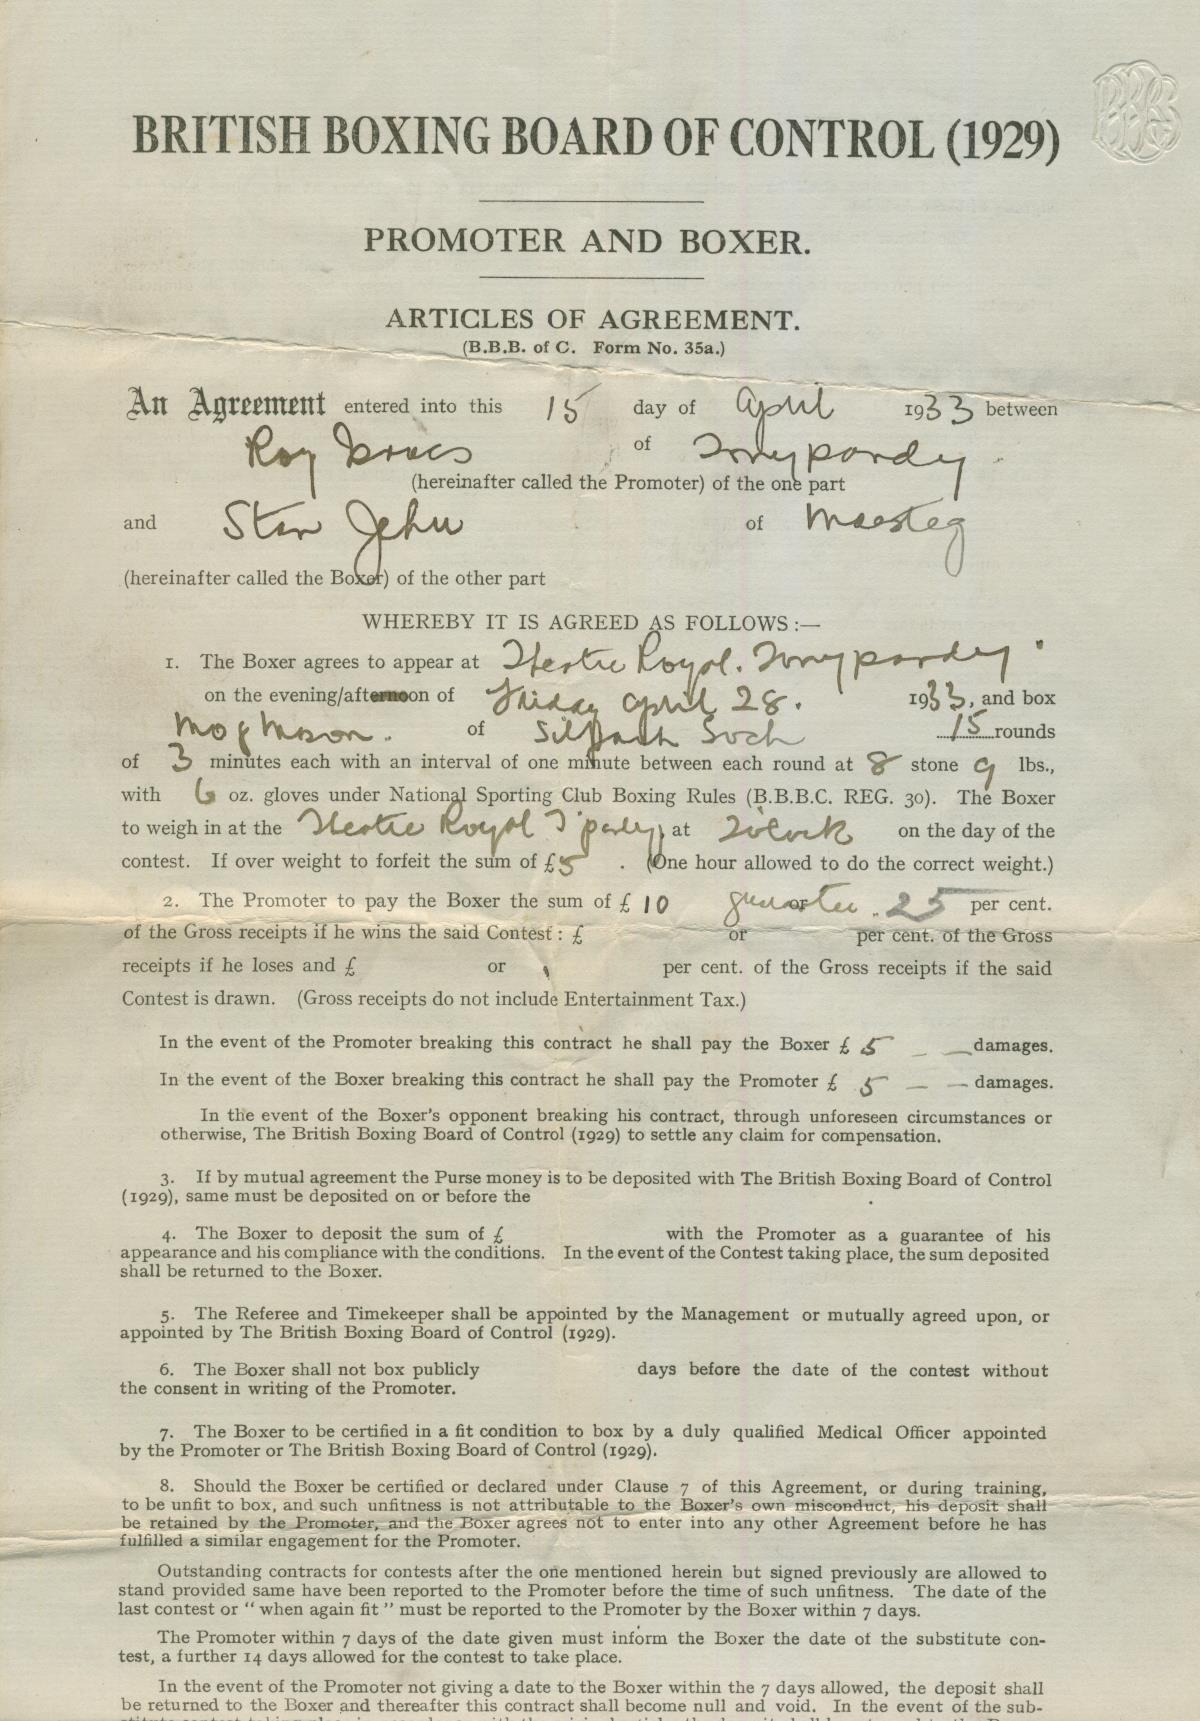 BRITISH BOXING BOARD OF CONTROL (1929)
PROMOTER AND BOXER.
ARTICLES OF AGREEMENT.
(B.B.B. of C. Form No. 35a.)
An Agreement entered into this 15 day of April 1933 between
Roy Isaacs of Tonypandy
(hereinafter called the Promoter) of the one part
and Stan Jehu of Maesteg
(hereinafter called the Boxer) of the other part
WHEREBY IT IS AGREED AS FOLLOWS :—
1. The Boxer agrees to appear at Theatre Royal. Tonypandy
on the evening/afternoon of Friday April 28. 1933, and box
Mog Mason. of 15 rounds
of 3 minutes each with an interval of one minute between each round at 8 stone 9 lbs.,
with 6 oz. gloves under National Sporting Club Boxing Rules (B.B.B.C. REG. 30). The Boxer
to weigh in at the Theatre Royal T'pandy at 2 o'clock on the day of the
contest. If over weight to forfeit the sum of £5 . (One hour allowed to do the correct weight.)
2. The Promoter to pay the Boxer the sum of £ 10 or 25 per cent.
of the Gross receipts if he wins the said Contest : £ or per cent. of the Gross
receipts if he loses and £ or per cent. of the Gross receipts if the said
Contest is drawn. (Gross receipts do not include Entertainment Tax.)
In the event of the Promoter breaking this contract he shall pay the Boxer £ 5 — — damages.
In the event of the Boxer breaking this contract he shall pay the Promoter £ 5 — — damages.
In the event of the Boxer's opponent breaking his contract, through unforeseen circumstances or
otherwise, The British Boxing Board of Control (1929) to settle any claim for compensation.
3. If by mutual agreement the Purse money is to be deposited with The British Boxing Board of Control
(1929), same must be deposited on or before the
4. The Boxer to deposit the sum of £ with the Promoter as a guarantee of his
appearance and his compliance with the conditions. In the event of the Contest taking place, the sum deposited
shall be returned to the Boxer.
5. The Referee and Timekeeper shall be appointed by the Management or mutually agreed upon, or
appointed by The British Boxing Board of Control (1929).
6. The Boxer shall not box publicly days before the date of the contest without
the consent in writing of the Promoter.
7. The Boxer to be certified in a fit condition to box by a duly qualified Medical Officer appointed
by the Promoter or The British Boxing Board of Control (1929).
8. Should the Boxer be certified or declared under Clause 7 of this Agreement, or during training,
to be unfit to box, and such unfitness is not attributable to the Boxer's own misconduct, his deposit shall
be retained by the Promoter, and the Boxer agrees not to enter into any other Agreement before he has
fulfilled a similar engagement for the Promoter.
Outstanding contracts for contests after the one mentioned herein but signed previously are allowed to
stand provided same have been reported to the Promoter before the time of such unfitness. The date of the
last contest or “ when again fit ” must be reported to the Promoter by the Boxer within 7 days.
The Promoter within 7 days of the date given must inform the Boxer the date of the substitute con-
test, a further 14 days allowed for the contest to take place.
In the event of the Promoter not giving a date to the Boxer within the 7 days allowed, the deposit shall
be returned to the Boxer and thereafter this contract shall become null and void. In the event of the sub-